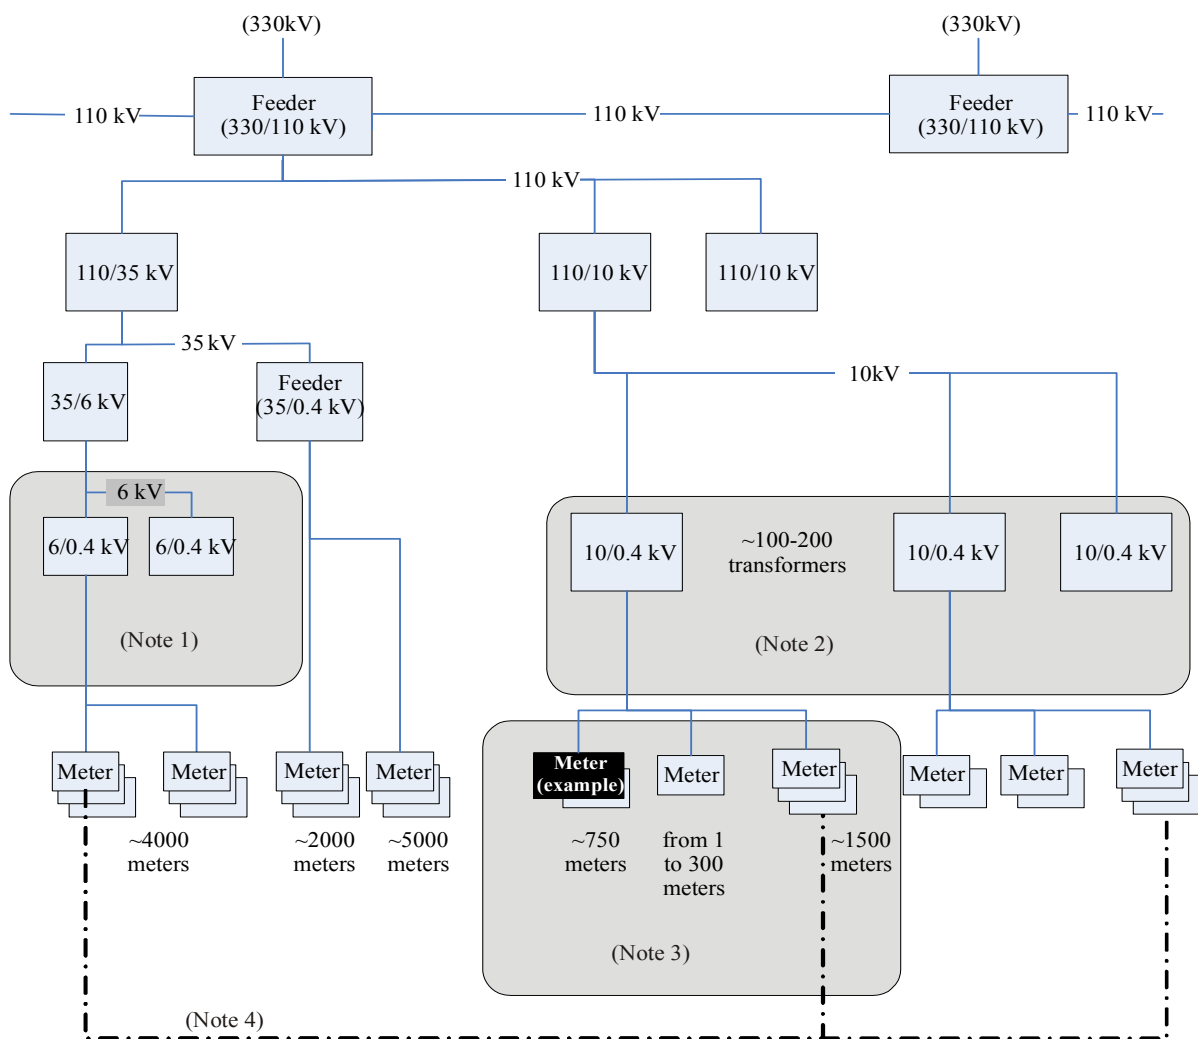 (330kV)
(330kV)
Feeder
(330/110 kV)
Feeder
(330/110 kV)
110 kV
110 kV
110 kV
110 kV
110/35 kV
110/10 kV
110/10 kV
35 kV
10kV
35/6 kV
Feeder
(35/0.4 kV)
6 kV
6/0.4 kV
6/0.4 kV
10/0.4 kV
~100-200
transformers
10/0.4 kV
10/0.4 kV
(Note 1)
(Note 2)
Meter
Meter
Meter
Meter
Meter
(example)
Meter
Meter
Meter
Meter
Meter
~4000
meters
~2000
meters
~5000
meters
~750
meters
from 1
to 300
meters
~1500
meters
(Note 3)
(Note 4)